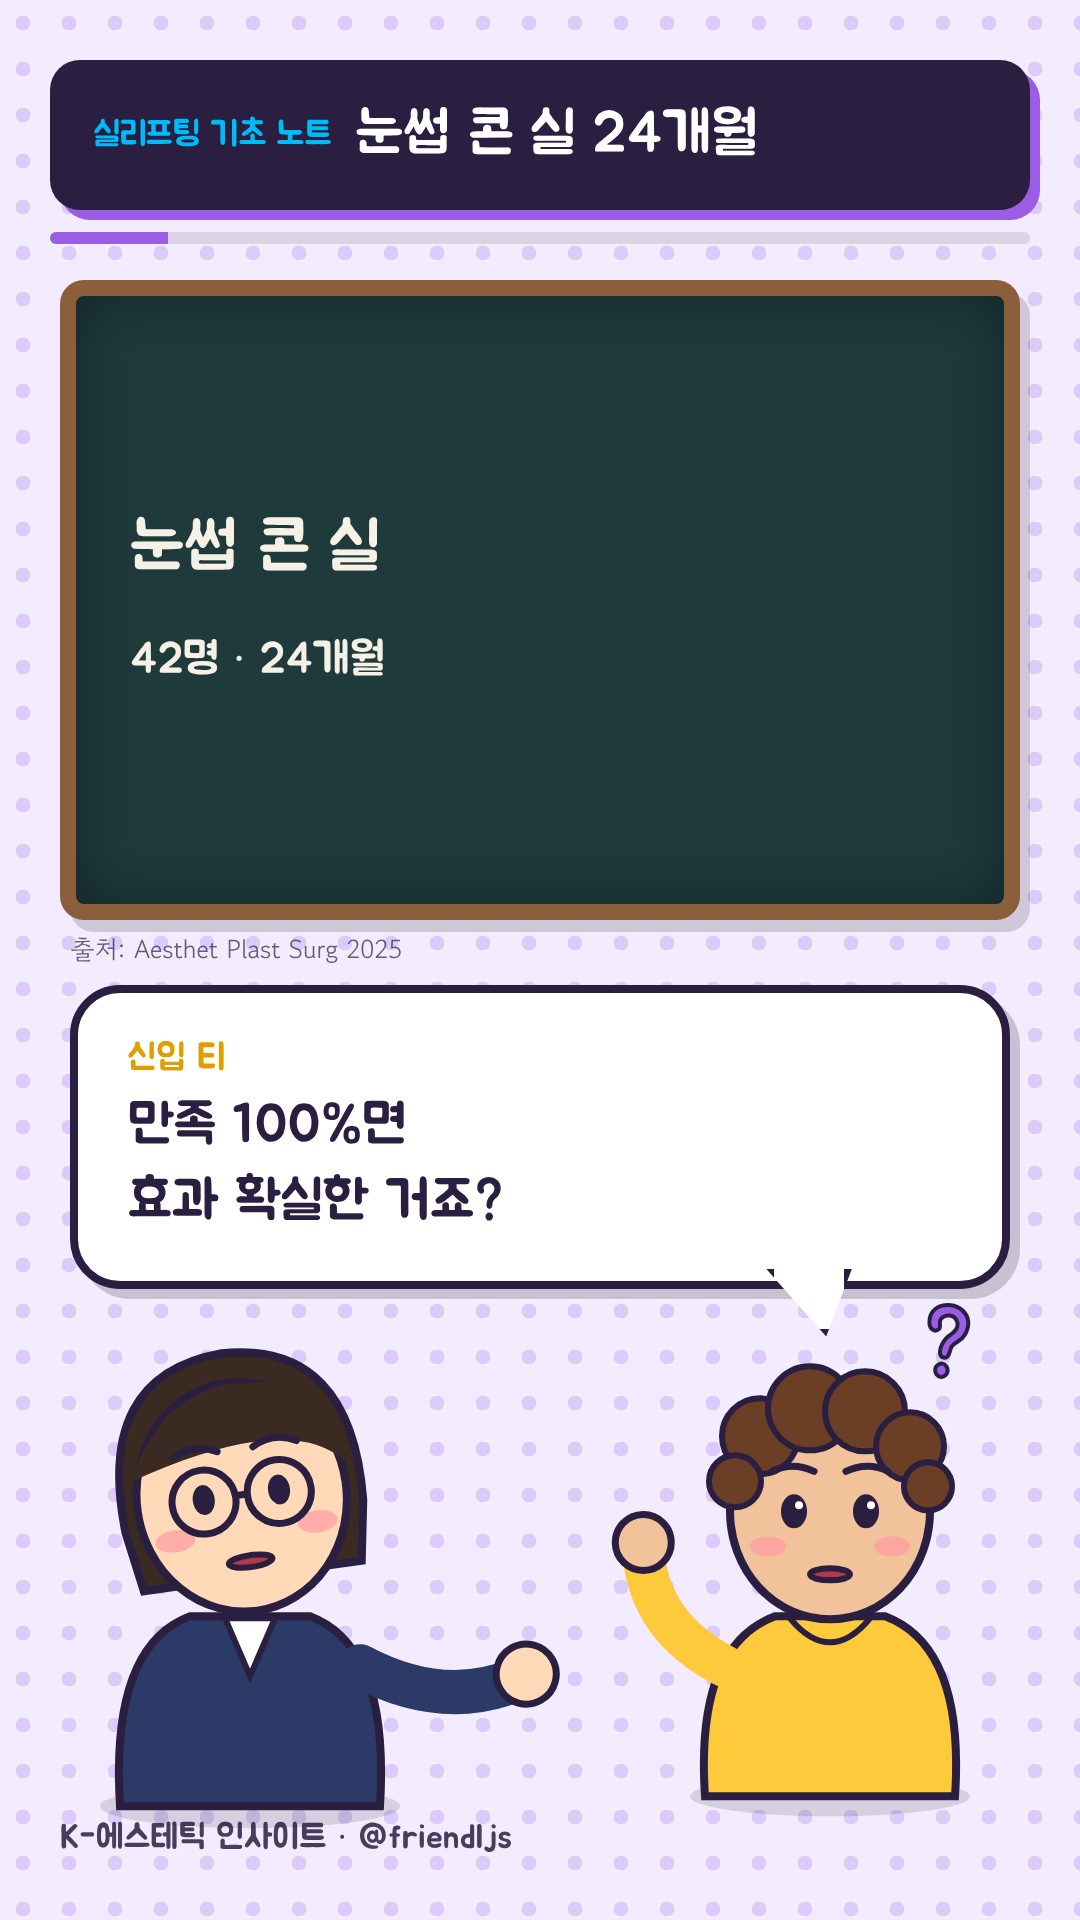 실리프팅 기초 노트 눈썹 콘 실 24개월
눈썹 콘 실
42명 · 24개월
출처: Aesthet Plast Surg 2025
신입 티
만족 100%면
효과 확실한 거죠?
?
K-에스테틱 인사이트 · @friendljs